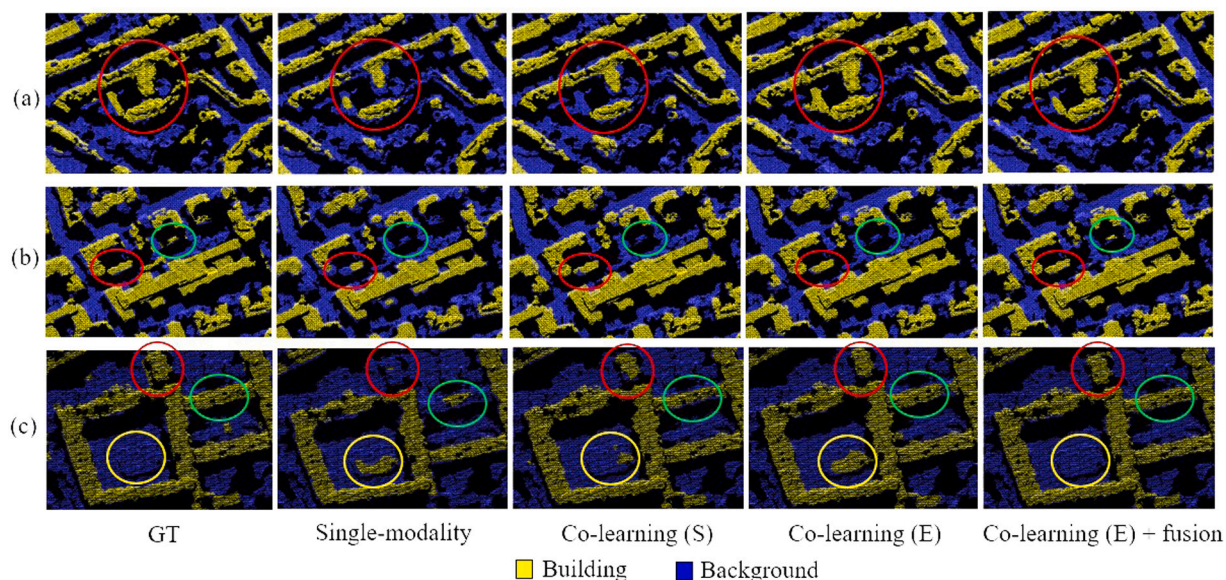 (a)
(b)
(c)
GT Single-modality Co-learning (S) Co-learning (E) Co-learning (E) + fusion
Building Background